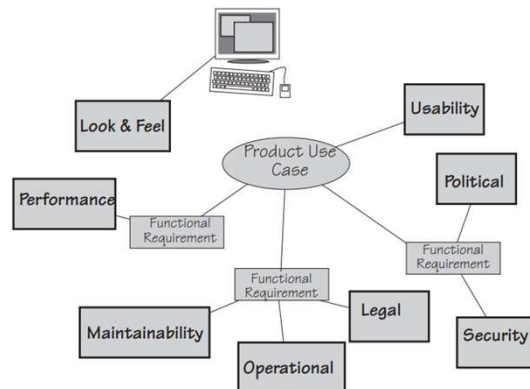 Look & Feel
Usability
Product Use
Case
Political
Performance
Functional
Requirement
Functional
Requirement
Functional
Requirement
Legal
Maintainability
Security
Operational